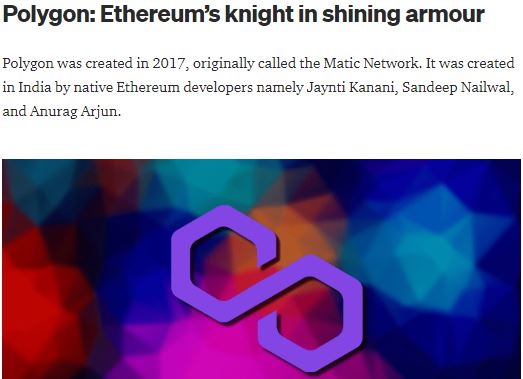 Polygon: Ethereum’s knight in shining armour
Polygon was created in 2017, originally called the Matic Network. It was created
in India by native Ethereum developers namely Jaynti Kanani, Sandeep Nailwal,
and Anurag Arjun.